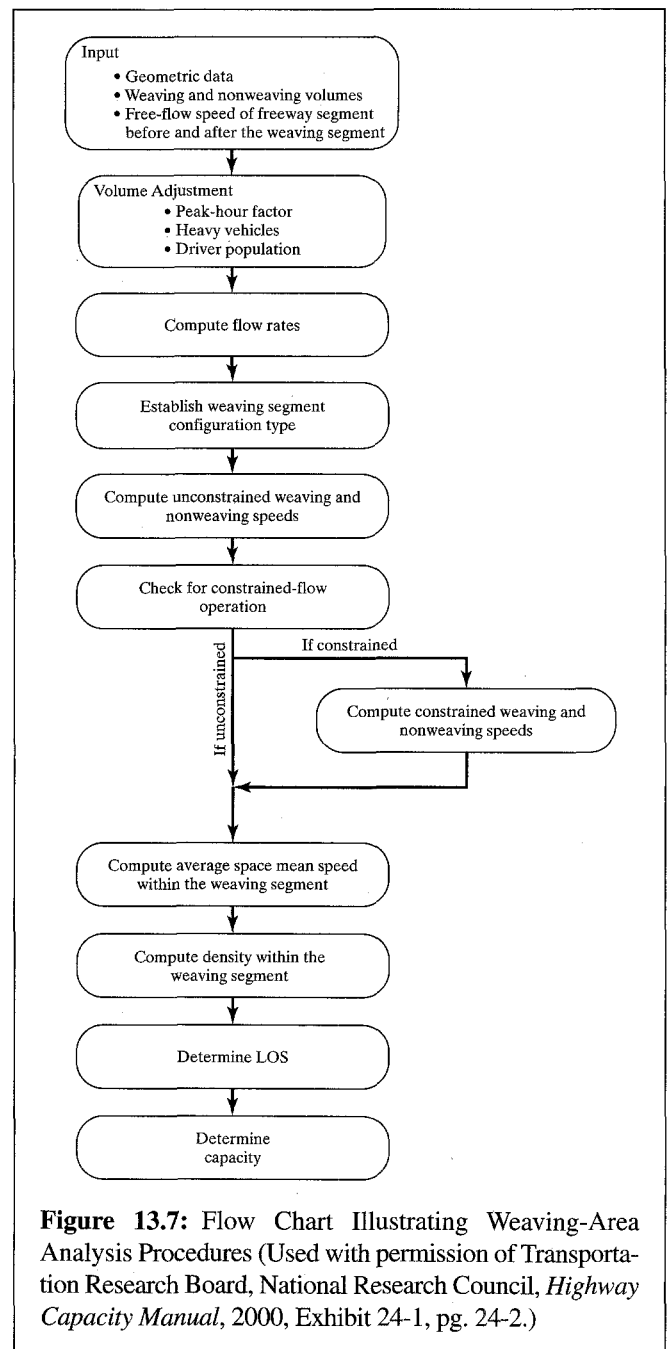 Input
• Geometric data
• Weaving and nonweaving volumes
• Free-flow speed of freeway segment
before and after the weaving segment
Volume Adjustment
• Peak-hour factor
• Heavy vehicles
• Driver population
Compute flow rates
Establish weaving segment
configuration type
Compute unconstrained weaving and
nonweaving speeds
Check for constrained-flow
operation
If constrained
If unconstrained
Compute constrained weaving and
nonweaving speeds
Compute average space mean speed
within the weaving segment
Compute density within the
weaving segment
Determine LOS
Determine
capacity
Figure 13.7: Flow Chart Illustrating Weaving-Area
Analysis Procedures (Used with permission of Transporta-
tion Research Board, National Research Council, Highway
Capacity Manual, 2000, Exhibit 24-1, pg. 24-2.)